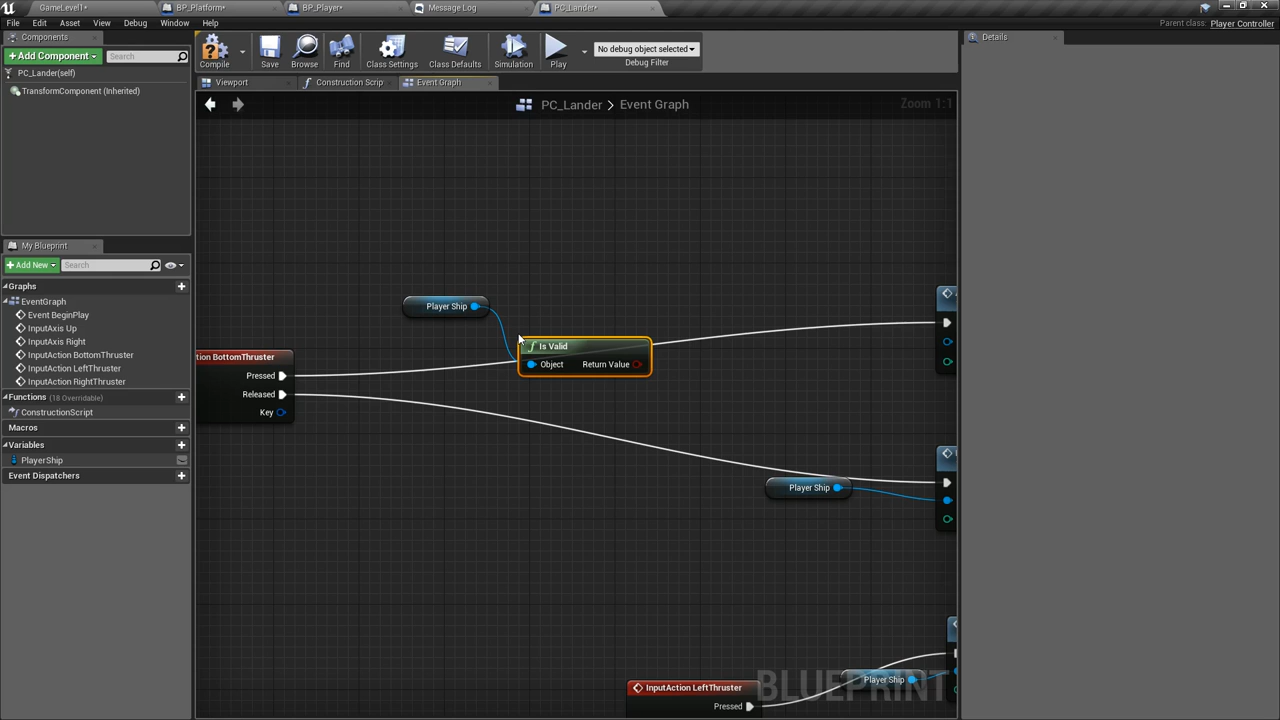 GameLevel1*
BP_Platform*
BP_Player*
Message Log
PC_Lander*
File Edit Asset View Debug Window Help
Parent class: Player Controller
Components
Details
+ Add Component
Search
Compile
Save
Browse
Find
Class Settings
Class Defaults
Simulation
Play
No debug object selected
Debug Filter
PC_Lander(self)
TransformComponent (Inherited)
Viewport
Construction Scrip
Event Graph
PC_Lander > Event Graph
Zoom 1:1
My Blueprint
+ Add New
Search
Graphs
EventGraph
Event BeginPlay
InputAxis Up
InputAxis Right
InputAction BottomThruster
InputAction LeftThruster
InputAction RightThruster
Functions (18 Overridable)
ConstructionScript
Macros
Variables
PlayerShip
Event Dispatchers
Player Ship
f Is Valid
Object Return Value
tion BottomThruster
Pressed
Released
Key
Player Ship
Player Ship
InputAction LeftThruster
Pressed
BLUEPRINT